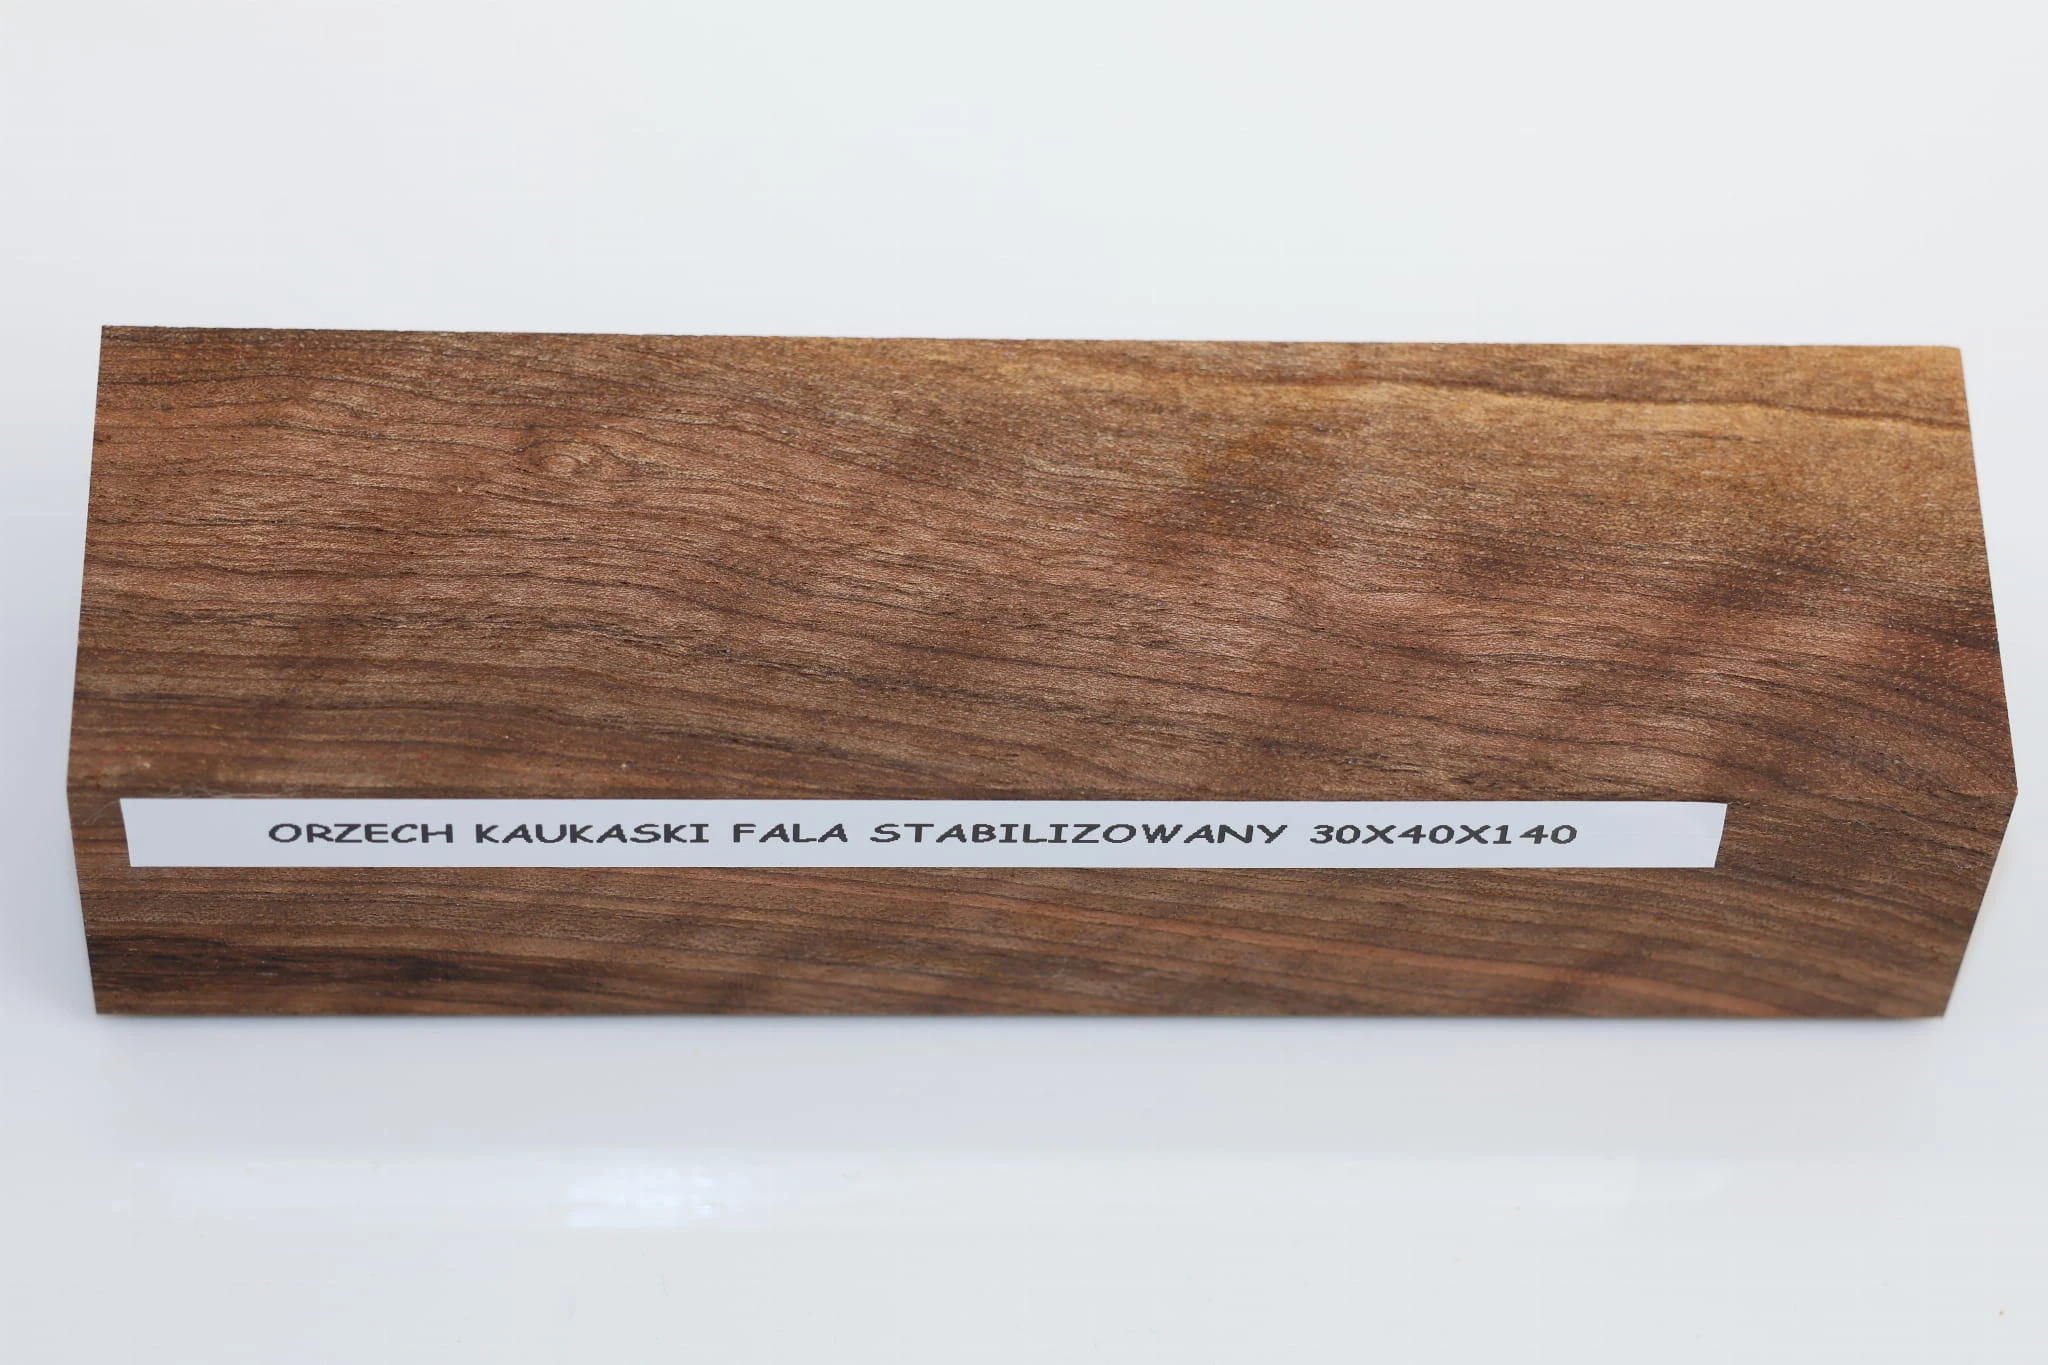 ORZECH KAUKASKI FALA STABILIZOWANY 30X40X140